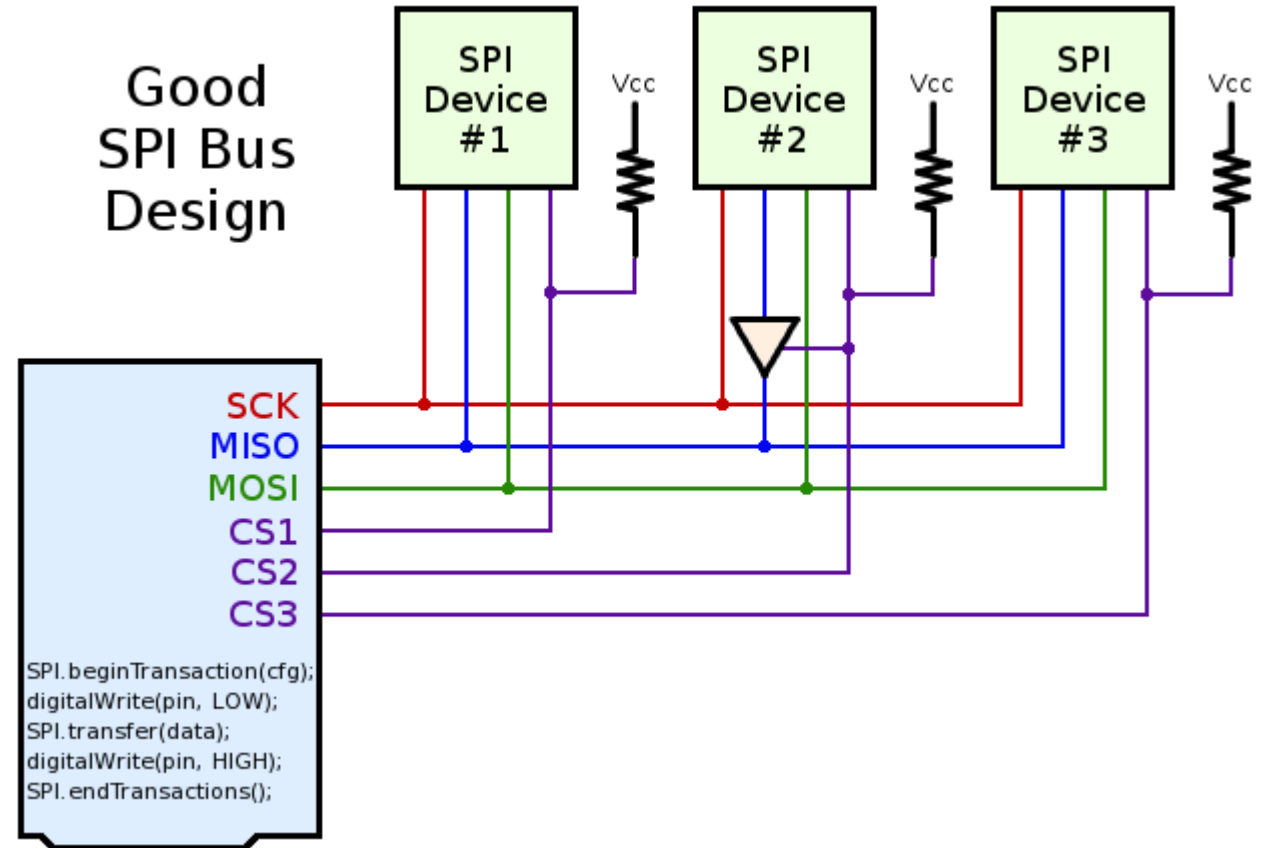 Good
SPI Bus
Design
SPI
Device
#1
Vcc
SPI
Device
#2
Vcc
SPI
Device
#3
Vcc
SCK
MISO
MOSI
CS1
CS2
CS3
SPI.beginTransaction(cfg);
digitalWrite(pin, LOW);
SPI.transfer(data);
digitalWrite(pin, HIGH);
SPI.endTransactions();